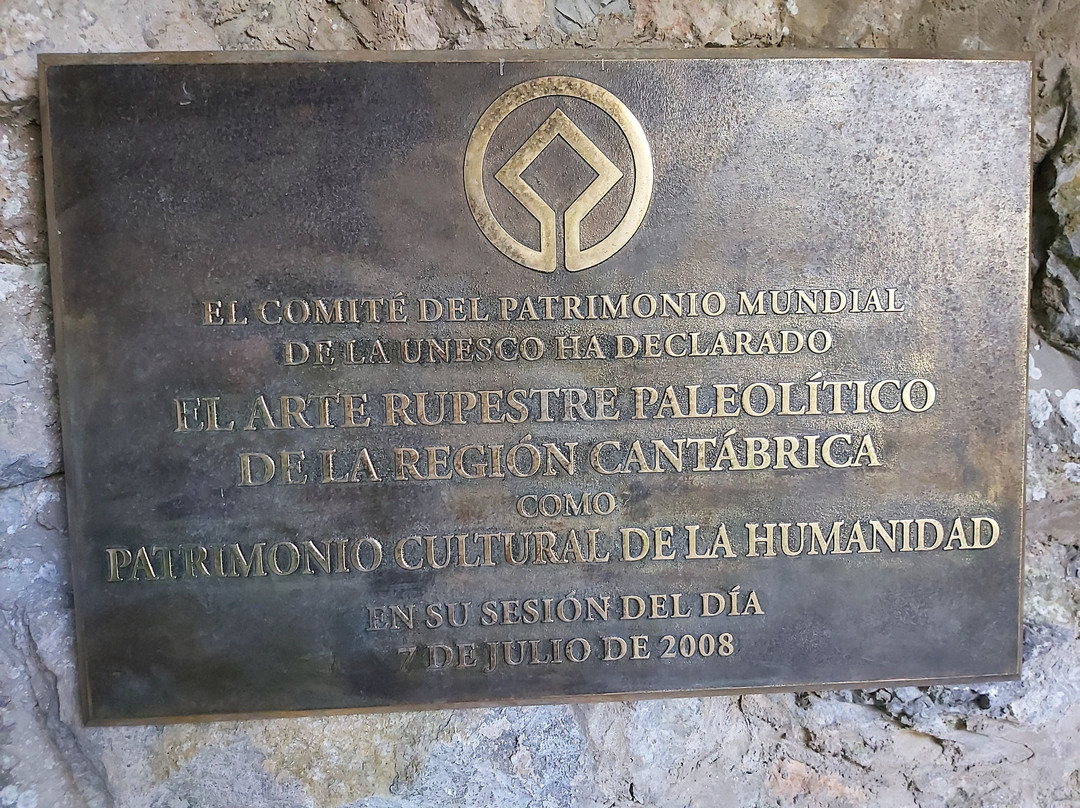 EL COMITÉ DEL PATRIMONIO MUNDIAL
DE LA UNESCO HA DECLARADO
EL ARTE RUPESTRE PALEOLÍTICO
DE LA REGIÓN CANTÁBRICA
COMO
PATRIMONIO CULTURAL DE LA HUMANIDAD
EN SU SESIÓN DEL DÍA
7 DE JULIO DE 2008